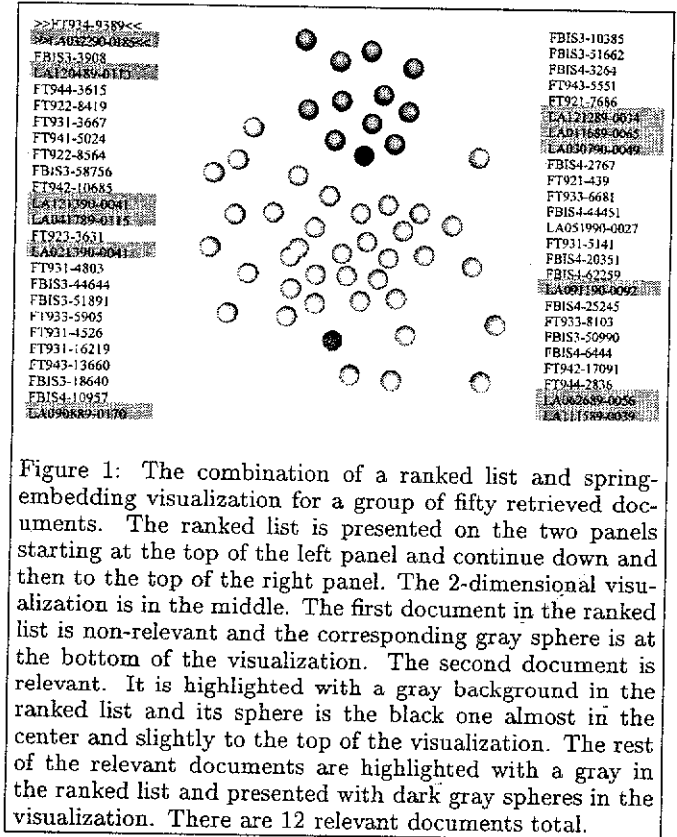 >>FT934-9389<<
>>LA032290-0185<<
FBIS3-3908
LA120489-0115
FT944-3615
FT922-8419
FT931-3667
FT941-5024
FT922-8564
FBIS3-58756
FT942-10685
LA121390-0041
LA041789-0115
FT923-3631
LA021390-0041
FT931-4803
FBIS3-44644
FBIS3-51891
FT933-5905
FT931-4526
FT931-16219
FT943-13660
FBIS3-18640
FBIS4-10957
LA090889-0170
FBIS3-10385
FBIS3-51662
FBIS4-3264
FT943-5551
FT921-7686
LA121289-0014
LA011689-0065
LA030790-0049
FBIS4-2767
FT921-439
FT933-6681
FBIS4-44451
LA051990-0027
FT931-5141
FBIS4-20351
FBIS4-62259
LA091190-0092
FBIS4-25245
FT933-8103
FBIS3-50990
FBIS4-6444
FT942-17091
FT944-2836
LA062689-0056
LA111589-0039
Figure 1: The combination of a ranked list and spring-
embedding visualization for a group of fifty retrieved doc-
uments. The ranked list is presented on the two panels
starting at the top of the left panel and continue down and
then to the top of the right panel. The 2-dimensional visu-
alization is in the middle. The first document in the ranked
list is non-relevant and the corresponding gray sphere is at
the bottom of the visualization. The second document is
relevant. It is highlighted with a gray background in the
ranked list and its sphere is the black one almost in the
center and slightly to the top of the visualization. The rest
of the relevant documents are highlighted with a gray in
the ranked list and presented with dark gray spheres in the
visualization. There are 12 relevant documents total.